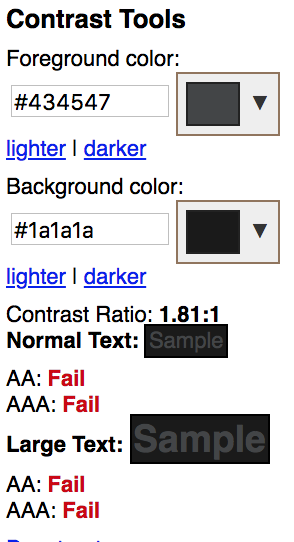 Contrast Tools
Foreground color:
#434547 ▼
lighter | darker
Background color:
#1a1a1a ▼
lighter | darker
Contrast Ratio: 1.81:1
Normal Text: Sample
AA: Fail
AAA: Fail
Large Text: Sample
AA: Fail
AAA: Fail